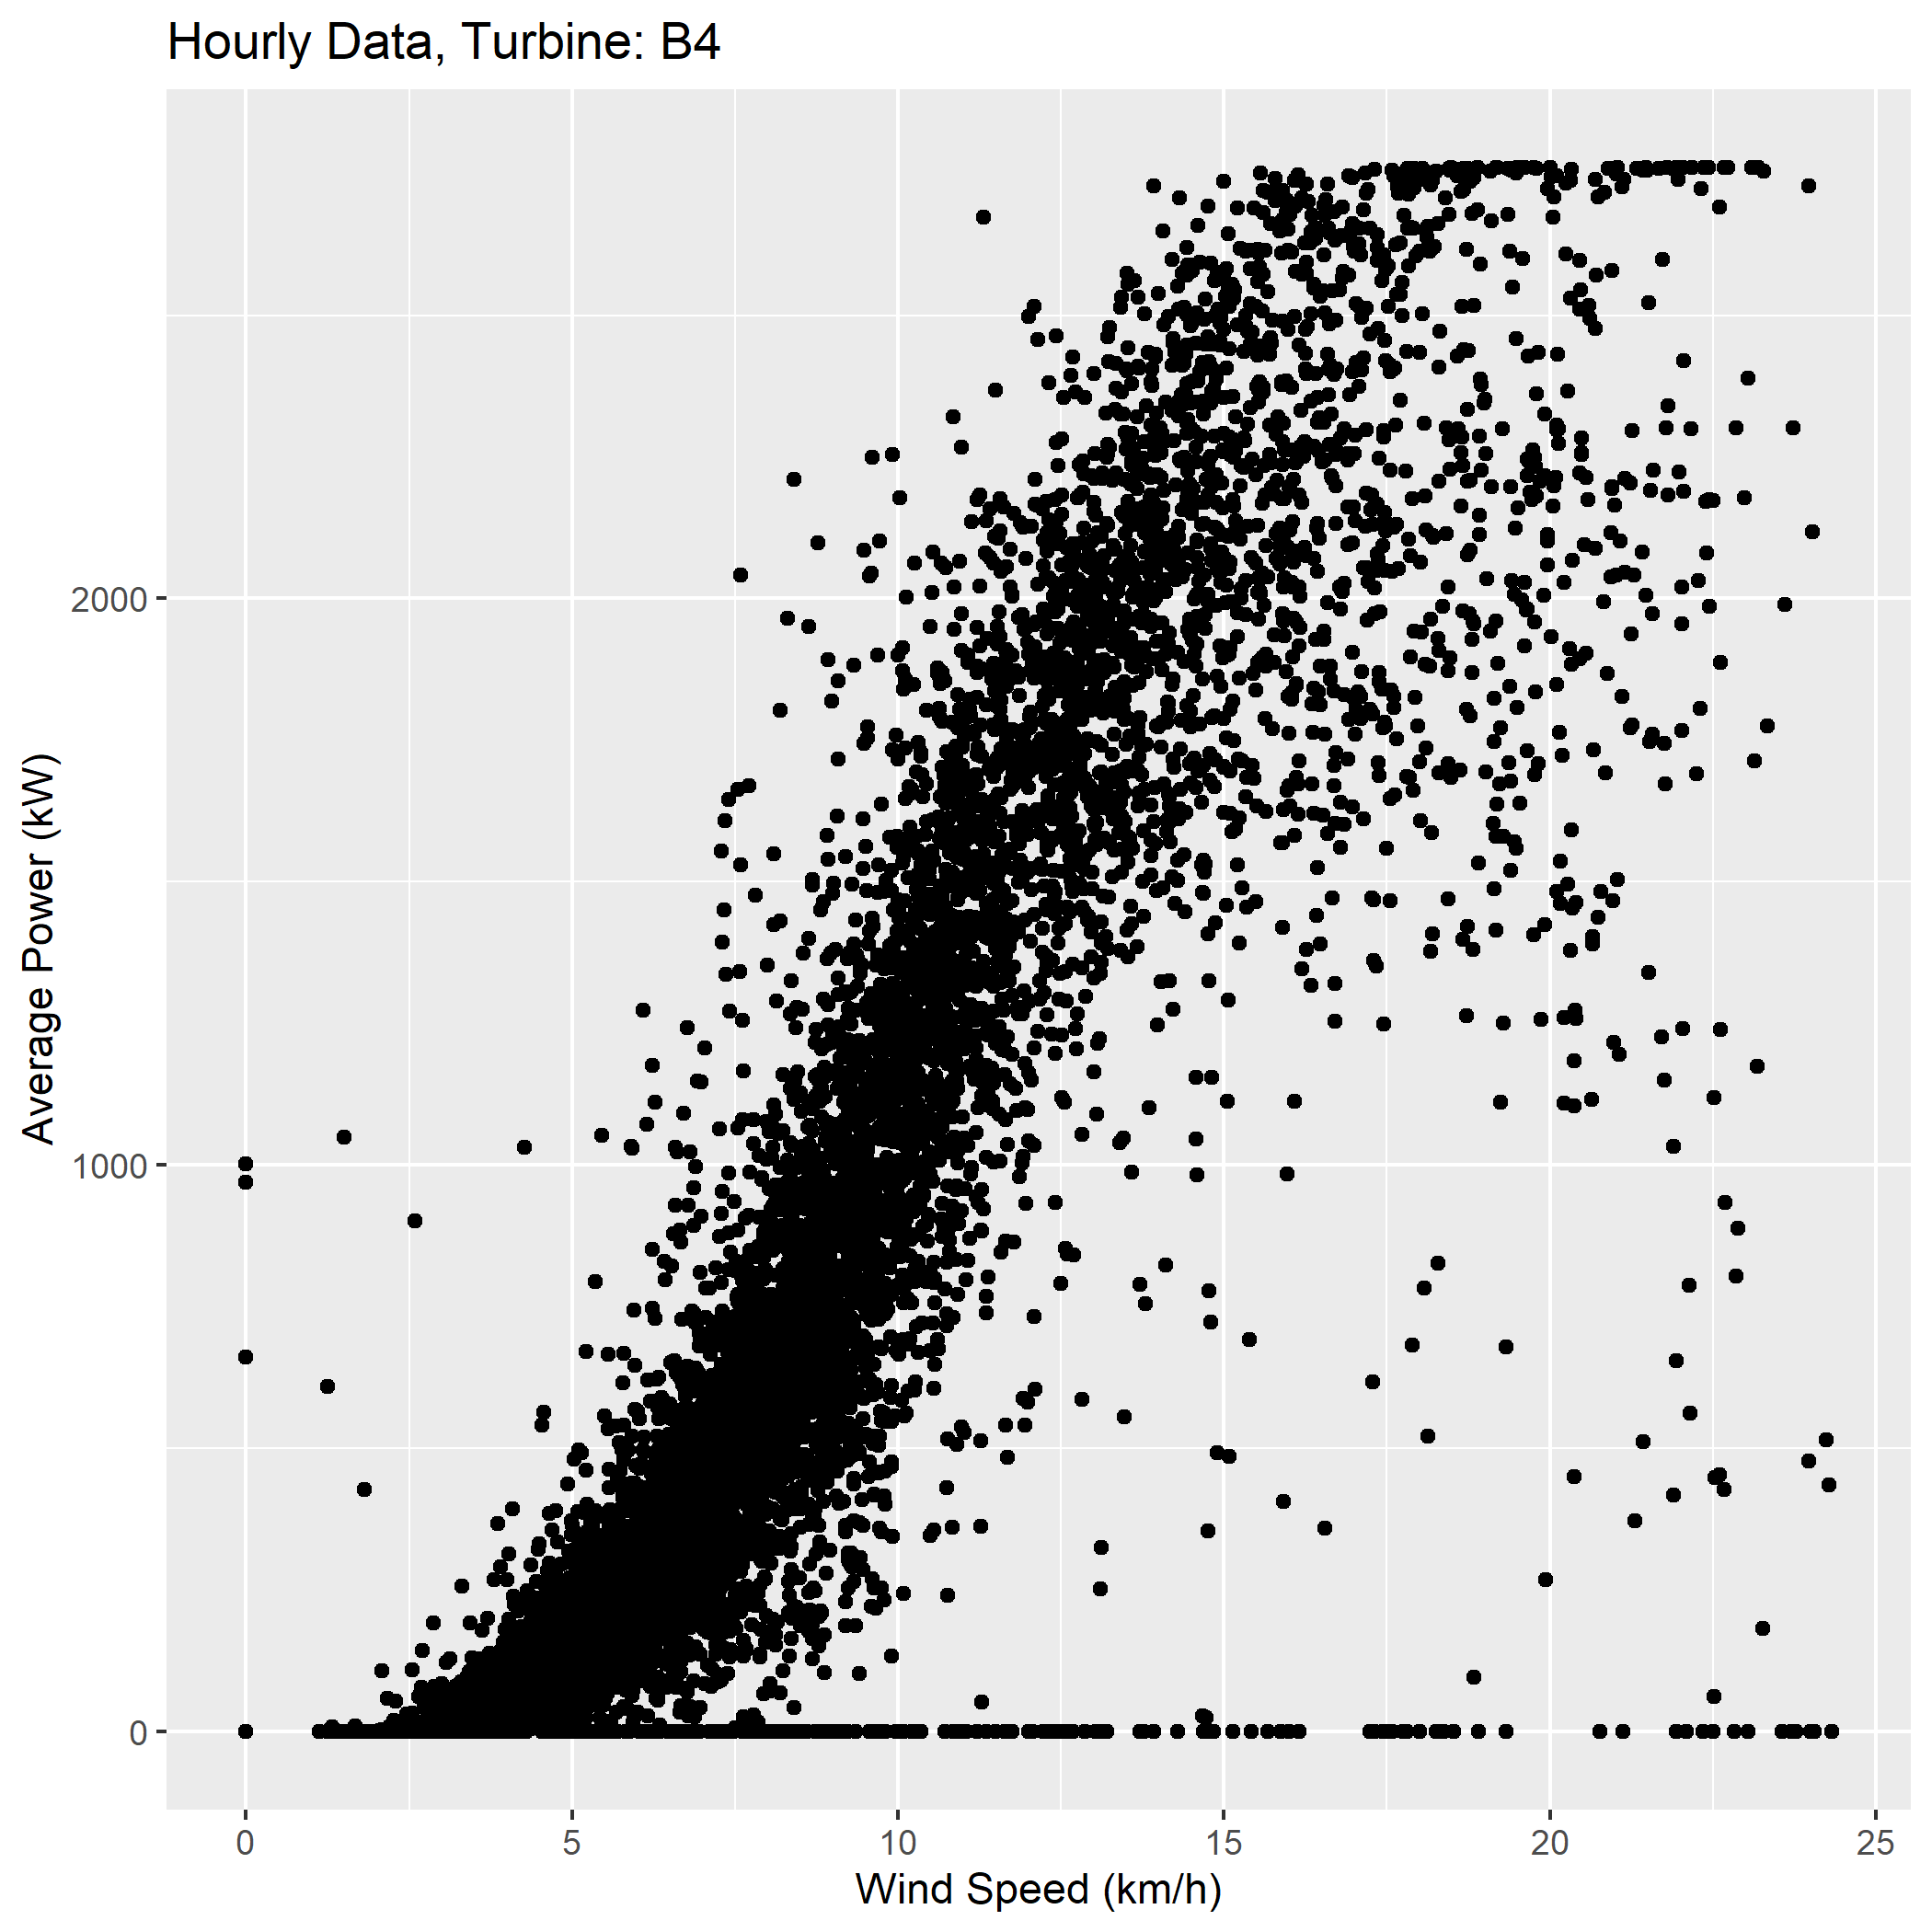 Hourly Data, Turbine: B4
Average Power (kW)
2000
1000
0
0 5 10 15 20 25
Wind Speed (km/h)